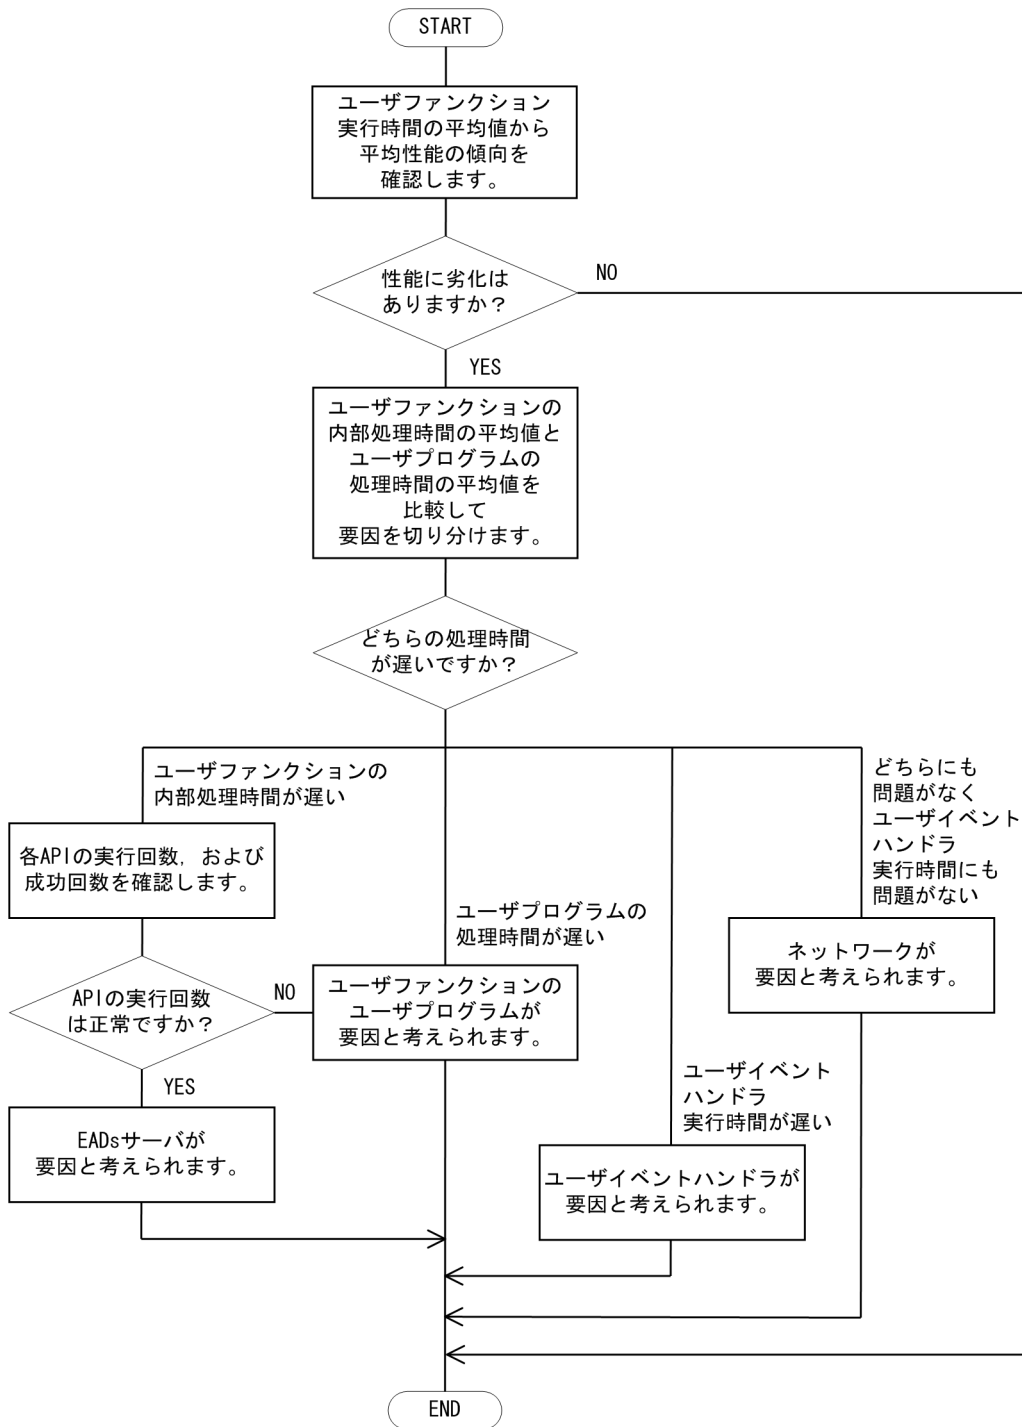 START
ユーザファンクション
実行時間の平均値から
平均性能の傾向を
確認します。
性能に劣化は
ありますか？
NO
YES
ユーザファンクションの
内部処理時間の平均値と
ユーザプログラムの
処理時間の平均値を
比較して
要因を切り分けます。
どちらの処理時間
が遅いですか？
ユーザファンクションの
内部処理時間が遅い
どちらにも
問題がなく
ユーザイベント
ハンドラ
実行時間にも
問題がない
各APIの実行回数，および
成功回数を確認します。
ユーザプログラムの
処理時間が遅い
ネットワークが
要因と考えられます。
APIの実行回数
は正常ですか？
NO
ユーザファンクションの
ユーザプログラムが
要因と考えられます。
YES
ユーザイベント
ハンドラ
実行時間が遅い
EADsサーバが
要因と考えられます。
ユーザイベントハンドラが
要因と考えられます。
END